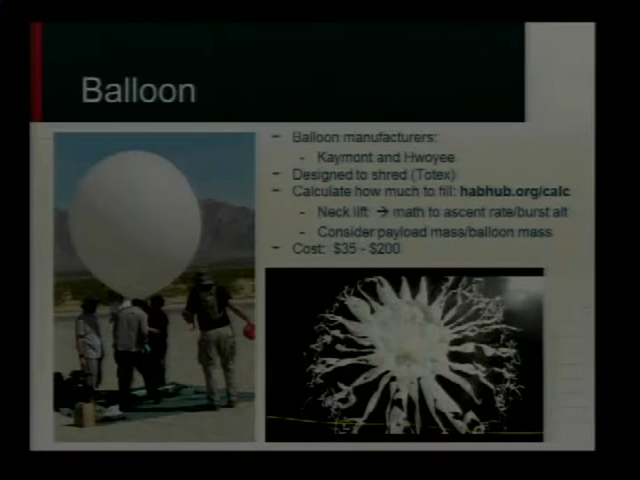 Balloon
- Balloon manufacturers:
- Kaymont and Hwoyee
- Designed to shred (Totex)
- Calculate how much to fill: habhub.org/calc
- Neck lift: → math to ascent rate/burst alt
- Consider payload mass/balloon mass
- Cost: $35 - $200